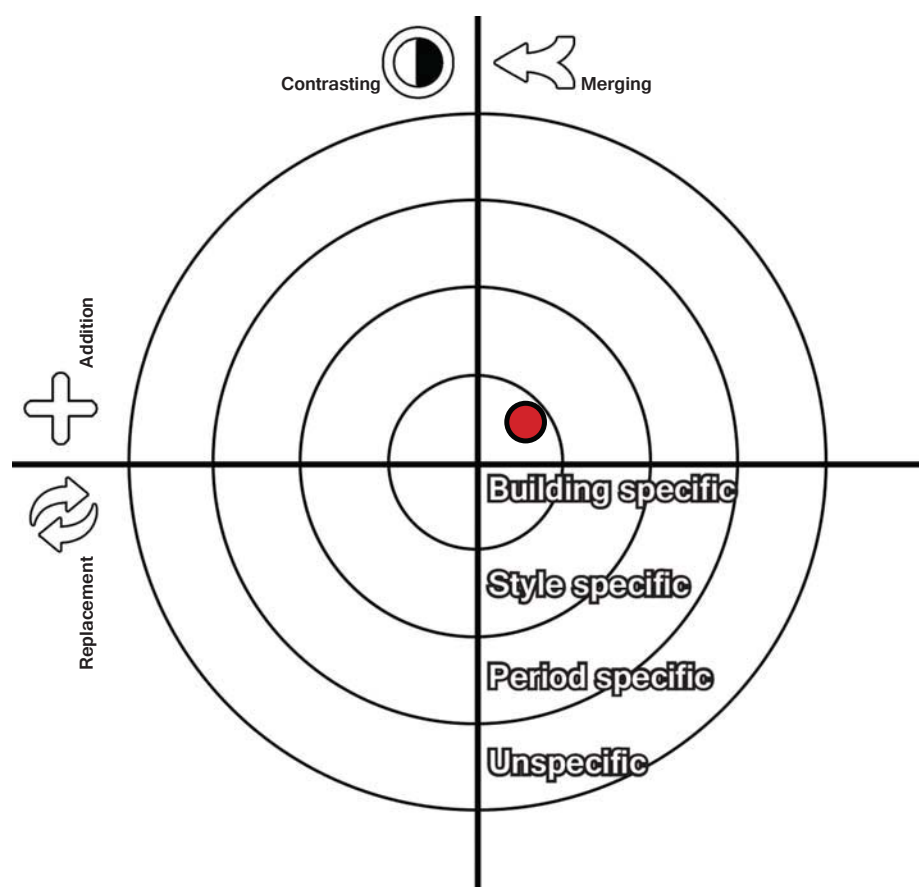 Contrasting
Merging
Addition
Replacement
Building specific
Style specific
Period specific
Unspecific